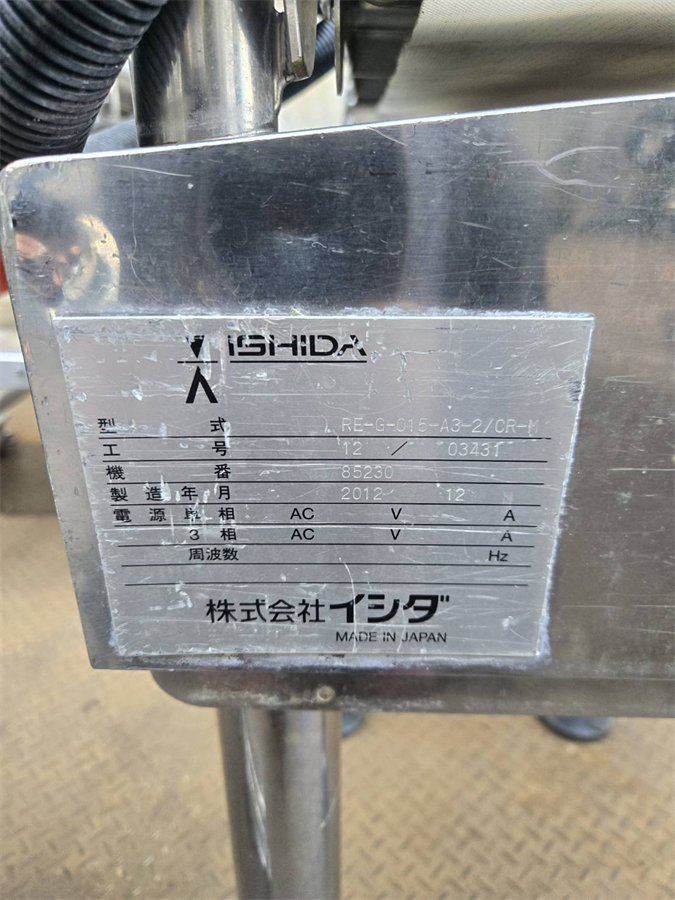 ISHIDA
型式 RE-G-015-A3-2/CR-M
工号 12 / 03431
機番 85230
製造年月 2012 12
電源単相 AC V A
3相 AC V A
周波数 Hz
株式会社イシダ
MADE IN JAPAN